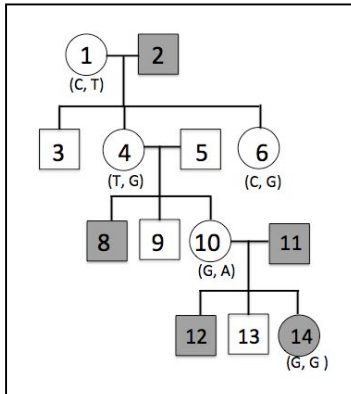 1 2
(C, T)
3 4 5 6
(T, G) (C, G)
8 9 10 11
(G, A)
12 13 14
(G, G )